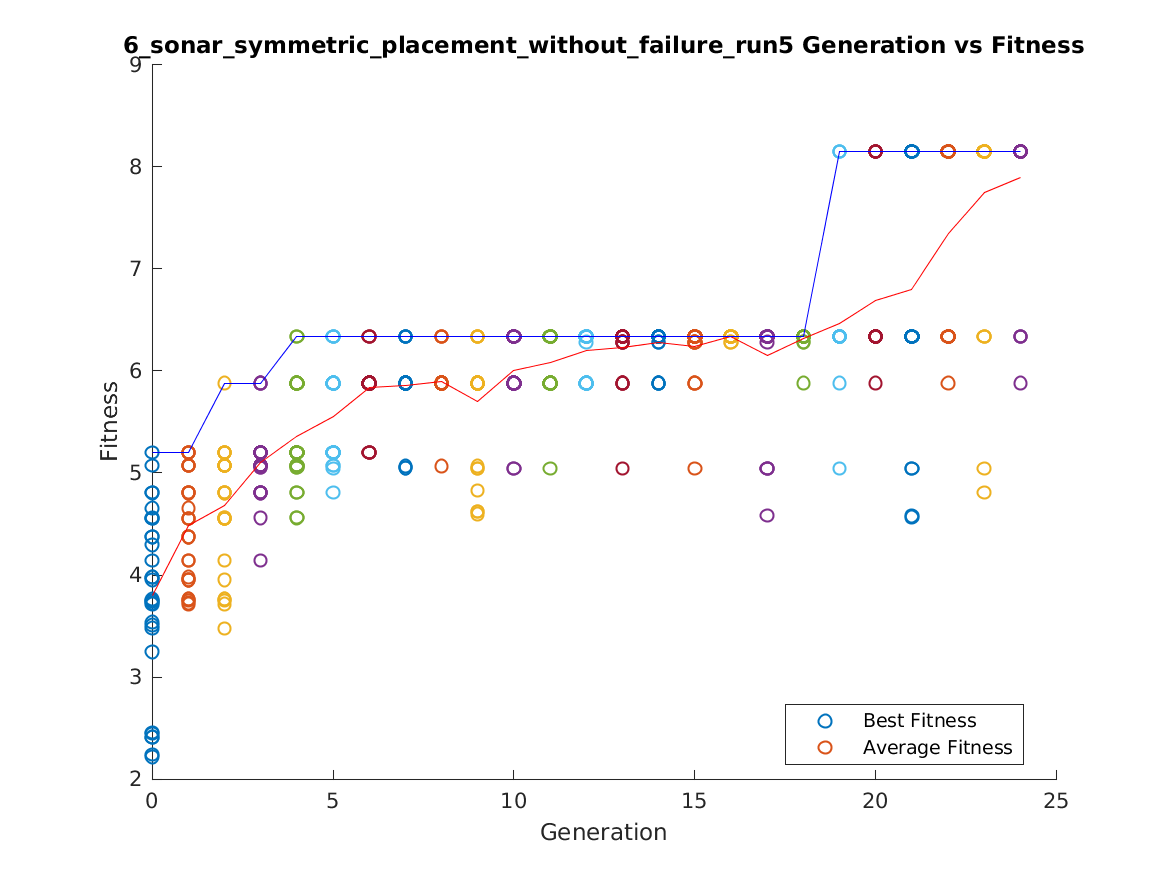 6_sonar_symmetric_placement_without_failure_run5 Generation vs Fitness
9
8
7
6
5
4
3
2
Fitness
Best Fitness
Average Fitness
0 5 10 15 20 25
Generation